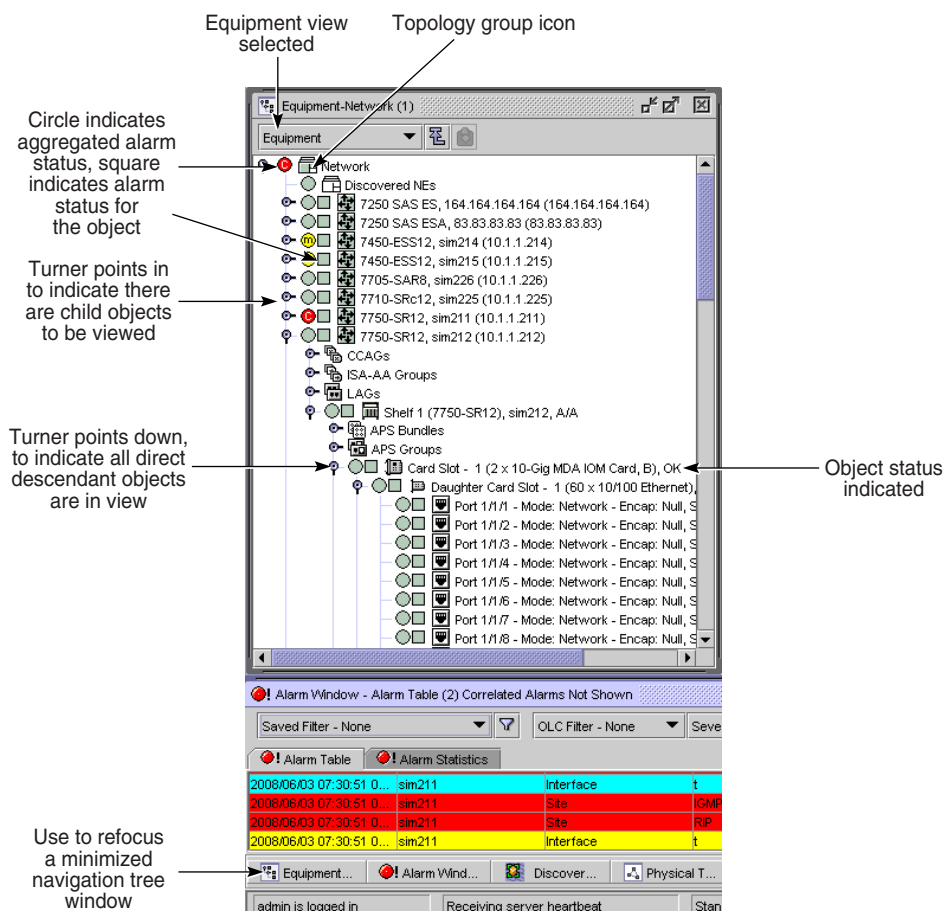 Equipment view
selected
Topology group icon
Circle indicates
aggregated alarm
status, square
indicates alarm
status for
the object
Turner points in
to indicate there
are child objects
to be viewed
Turner points down,
to indicate all direct
descendant objects
are in view
Object status
indicated
Use to refocus
a minimized
navigation tree
window
Equipment-Network (1)
Equipment
C Network
Discovered NEs
7250 SAS ES, 164.164.164.164 (164.164.164.164)
7250 SAS ESA, 83.83.83.83 (83.83.83.83)
m 7450-ESS12, sim214 (10.1.1.214)
7450-ESS12, sim215 (10.1.1.215)
7705-SAR8, sim226 (10.1.1.226)
7710-SRc12, sim225 (10.1.1.225)
C 7750-SR12, sim211 (10.1.1.211)
7750-SR12, sim212 (10.1.1.212)
CCAGs
ISA-AA Groups
LAGs
Shelf 1 (7750-SR12), sim212, A/A
APS Bundles
APS Groups
Card Slot - 1 (2 x 10-Gig MDA IOM Card, B), OK
Daughter Card Slot - 1 (60 x 10/100 Ethernet),
Port 1/1/1 - Mode: Network - Encap: Null, S
Port 1/1/2 - Mode: Network - Encap: Null, S
Port 1/1/3 - Mode: Network - Encap: Null, S
Port 1/1/4 - Mode: Network - Encap: Null, S
Port 1/1/5 - Mode: Network - Encap: Null, S
Port 1/1/6 - Mode: Network - Encap: Null, S
Port 1/1/7 - Mode: Network - Encap: Null, S
Port 1/1/8 - Mode: Network - Encap: Null, S
Alarm Window - Alarm Table (2) Correlated Alarms Not Shown
Saved Filter - None OLC Filter - None Seve
Alarm Table Alarm Statistics
2008/06/03 07:30:51 0... sim211 Interface t
2008/06/03 07:30:51 0... sim211 Site IGMP
2008/06/03 07:30:51 0... sim211 Site RIP
2008/06/03 07:30:51 0... sim211 Interface t
Equipment... Alarm Wind... Discover... Physical T...
admin is logged in Receiving server heartbeat Stan